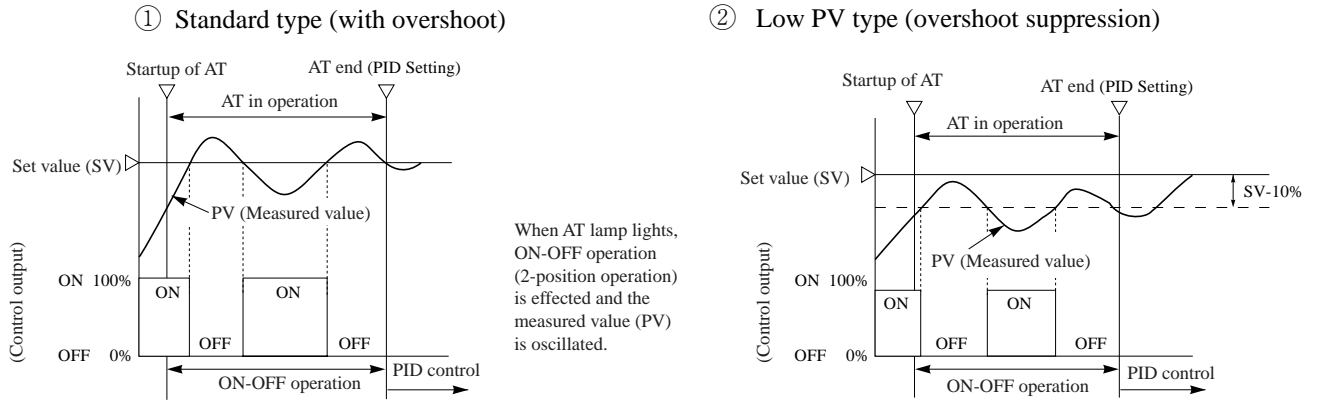 ① Standard type (with overshoot)
Startup of AT
AT end (PID Setting)
AT in operation
Set value (SV)
PV (Measured value)
(Control output)
ON 100%
ON
ON
OFF
OFF
OFF 0%
ON-OFF operation
PID control
When AT lamp lights,
ON-OFF operation
(2-position operation)
is effected and the
measured value (PV)
is oscillated.
② Low PV type (overshoot suppression)
Startup of AT
AT end (PID Setting)
AT in operation
Set value (SV)
SV-10%
PV (Measured value)
(Control output)
ON 100%
ON
ON
OFF
OFF
OFF 0%
ON-OFF operation
PID control